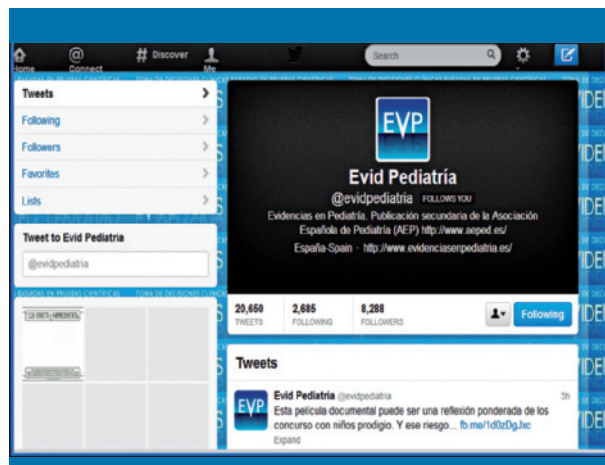 Home
@ Connect
# Discover
Me
Search
Tweets
Following
Followers
Favorites
Lists
Tweet to Evid Pediatria
@evidpediatria
EVP
Evid Pediatría
@evidpediatria FOLLOWS YOU
Evidencias en Pediatría. Publicación secundaria de la Asociación
Española de Pediatría (AEP) http://www.aeped.es/
España-Spain · http://www.evidenciasenpediatria.es/
20,650 2,685 8,288
TWEETS FOLLOWING FOLLOWERS
Following
Tweets
EVP
Evid Pediatria @evidpediatria 3h
Esta película documental puede ser una reflexión ponderada de los
concurso con niños prodigio. Y ese riesgo... fb.me/1d0zDgJxc
Expand